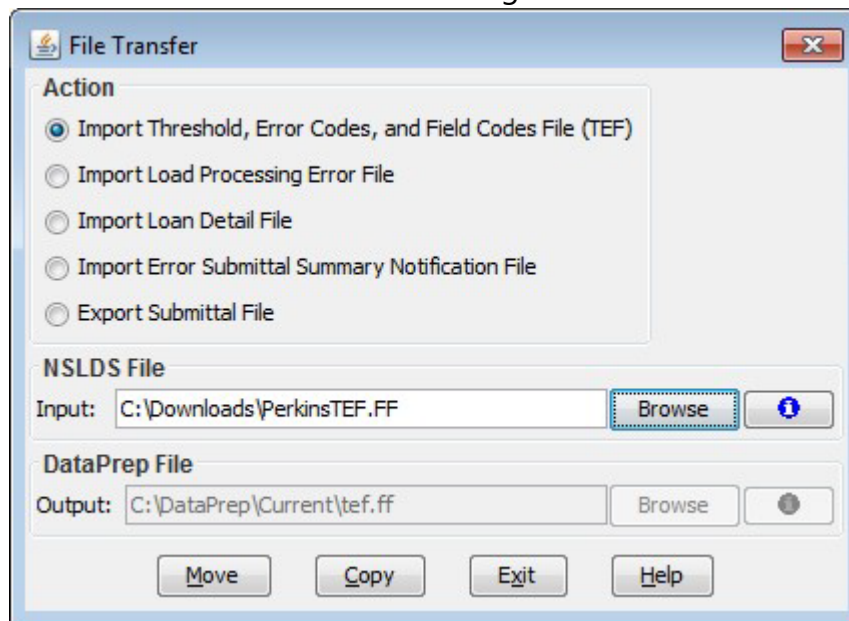 File Transfer
Action
Import Threshold, Error Codes, and Field Codes File (TEF)
Import Load Processing Error File
Import Loan Detail File
Import Error Submittal Summary Notification File
Export Submittal File
NSLDS File
Input: C:\Downloads\PerkinsTEF.FF Browse
DataPrep File
Output: C:\DataPrep\Current\tef.ff Browse
Move Copy Exit Help